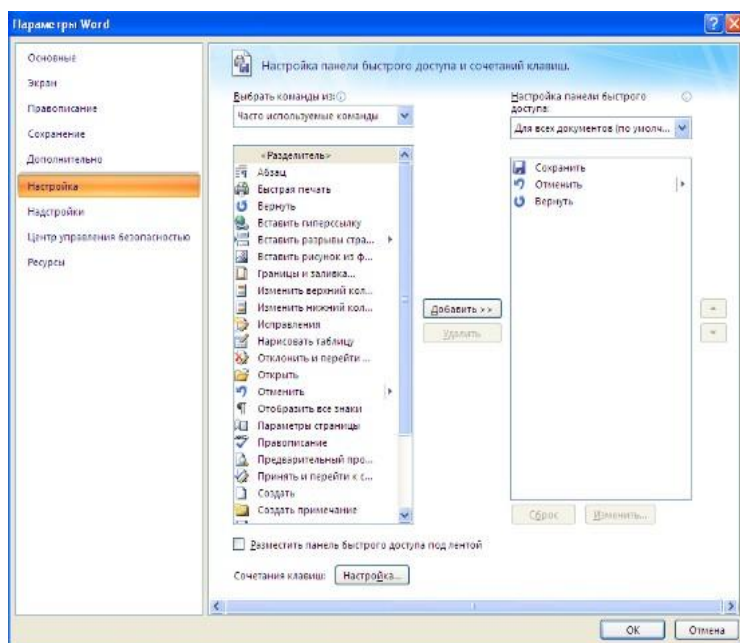 Параметры Word
Основные
Экран
Правописание
Сохранение
Дополнительно
Настройка
Надстройки
Центр управления безопасностью
Ресурсы
Настройка панели быстрого доступа и сочетаний клавиш.
Выбрать команды из:
Часто используемые команды
<Разделитель>
Абзац
Быстрая печать
Вернуть
Вставить гиперссылку
Вставить разрывы стра...
Вставить рисунок из ф...
Границы и заливка...
Изменить верхний кол...
Изменить нижний кол...
Исправления
Нарисовать таблицу
Отклонить и перейти ...
Открыть
Отменить
Отобразить все знаки
Параметры страницы
Правописание
Предварительный про...
Принять и перейти к с...
Создать
Создать примечание
Добавить >>
Удалить
Настройка панели быстрого
доступа:
Для всех документов (по умолч...
Сохранить
Отменить
Вернуть
Сброс
Изменить...
Разместить панель быстрого доступа под лентой
Сочетания клавиш:
Настройка...
ОК
Отмена